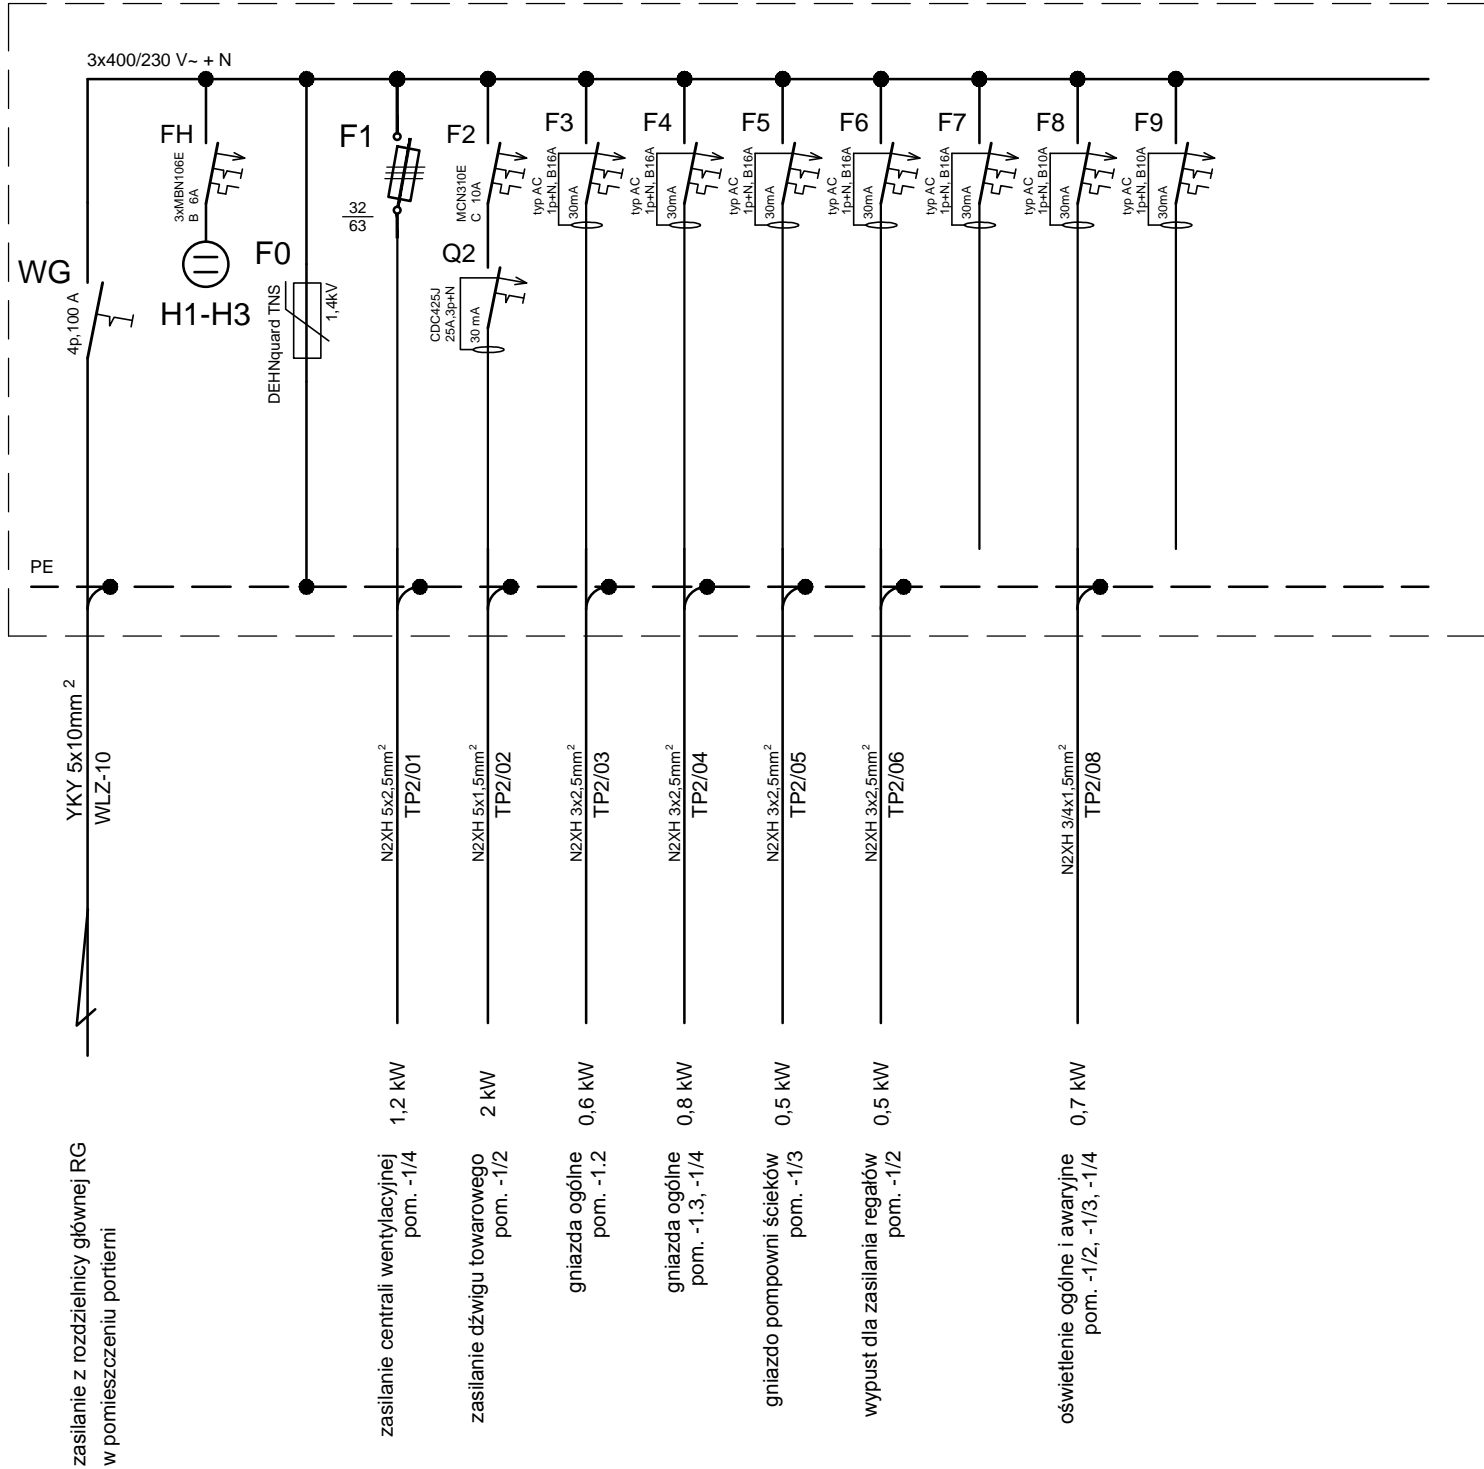 3x400/230 V~ + N
WG
4p,100 A
FH
3xMBN106E
B 6A
H1-H3
F0
DEHNquard TNS
1,4kV
F1
32
63
F2
MCN310E
C 10A
Q2
CDC425J
25A,3p+N
30 mA
F3
typ AC
1p+N, B16A
30mA
F4
typ AC
1p+N, B16A
30mA
F5
typ AC
1p+N, B16A
30mA
F6
typ AC
1p+N, B16A
30mA
F7
typ AC
1p+N, B16A
30mA
F8
typ AC
1p+N, B10A
30mA
F9
typ AC
1p+N, B10A
30mA
PE
YKY 5x10mm²
WLZ-10
N2XH 5x2,5mm²
TP2/01
N2XH 5x1,5mm²
TP2/02
N2XH 3x2,5mm²
TP2/03
N2XH 3x2,5mm²
TP2/04
N2XH 3x2,5mm²
TP2/05
N2XH 3x2,5mm²
TP2/06
N2XH 3/4x1,5mm²
TP2/08
1,2 kW
2 kW
0,6 kW
0,8 kW
0,5 kW
0,5 kW
0,7 kW
zasilanie z rozdzielnicy głównej RG
w pomieszczeniu portierni
zasilanie centrali wentylacyjnej
pom. -1/4
zasilanie dźwigu towarowego
pom. -1/2
gniazda ogólne
pom. -1.2
gniazda ogólne
pom. -1.3, -1/4
gniazdo pompowni ścieków
pom. -1/3
wypust dla zasilania regałów
pom. -1/2
oświetlenie ogólne i awaryjne
pom. -1/2, -1/3, -1/4